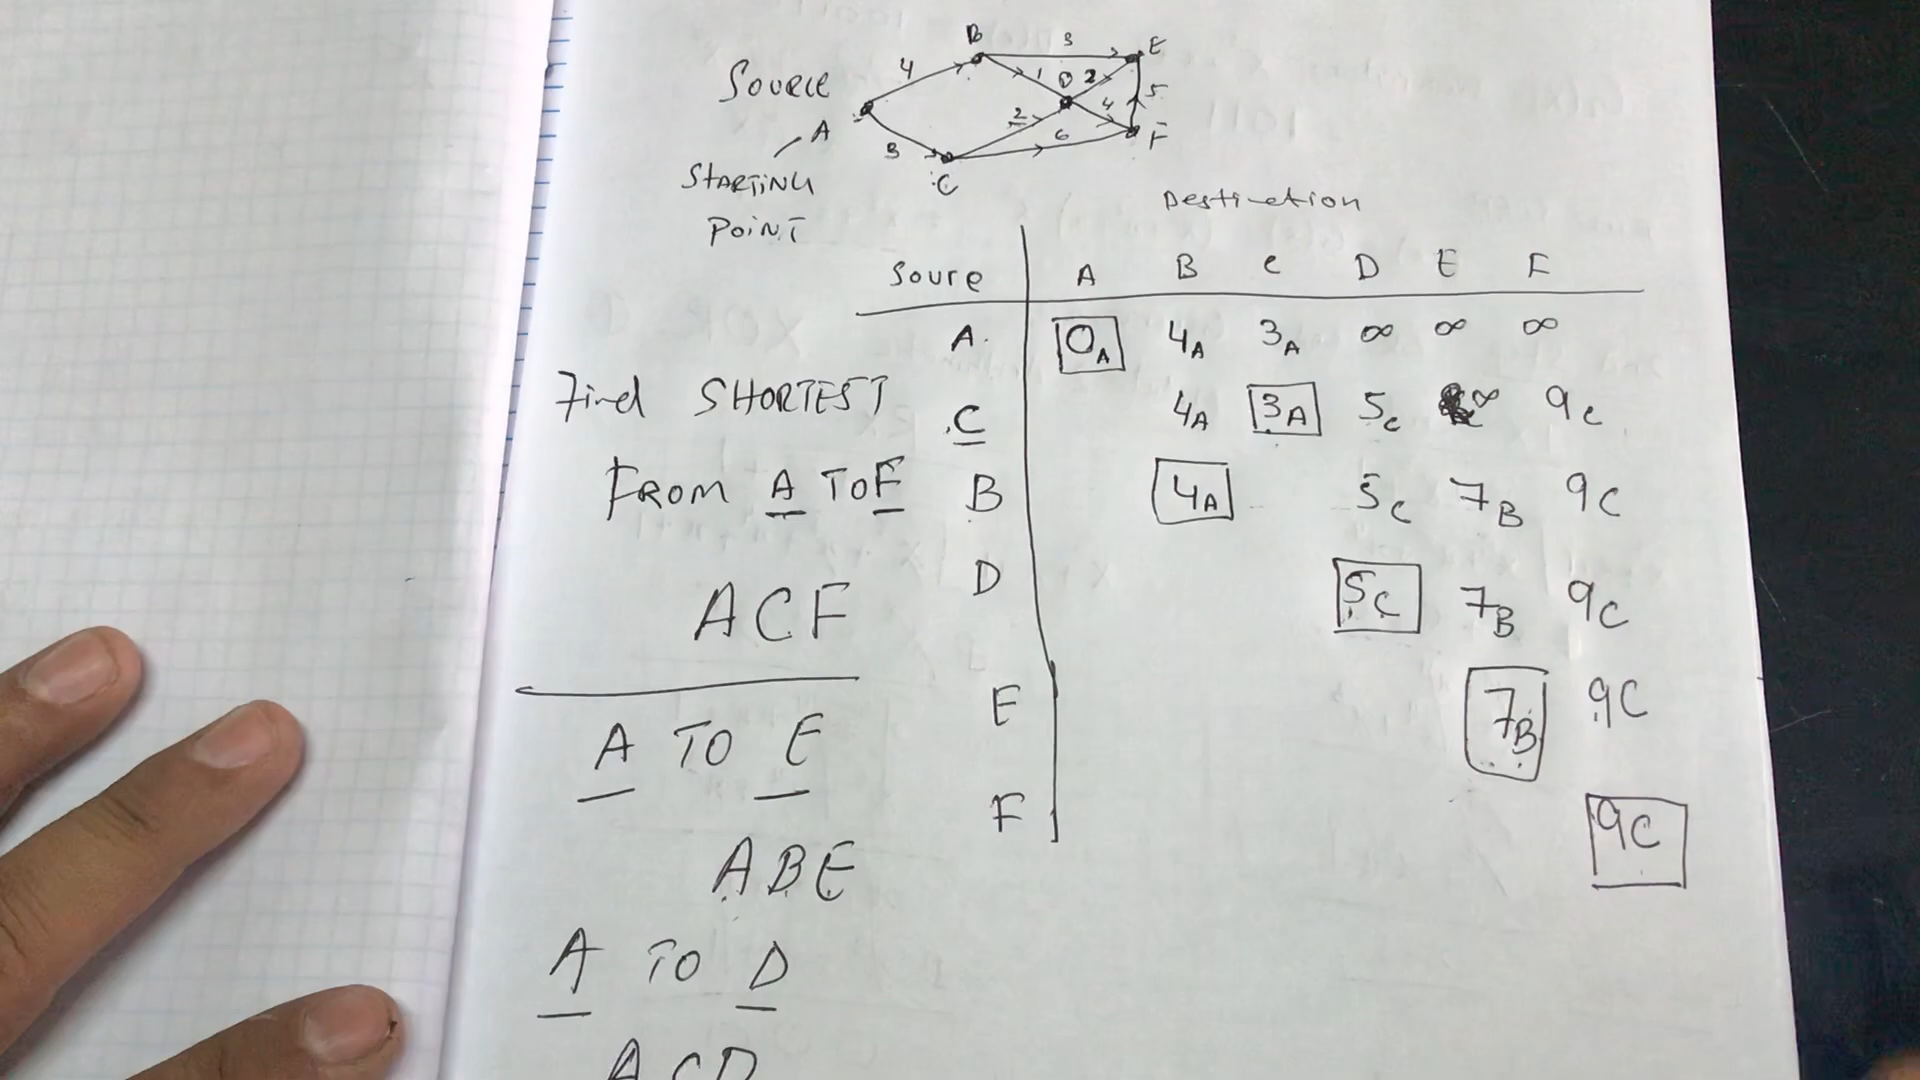 B 3 E
4 1 D 2
Source
A 2 4 5
3 6 F
STARTING C
POINT
Destination
Soure A B C D E F
A. 0A 4A 3A ∞ ∞ ∞
Find SHORTEST
C 4A 3A 5C ∞ 9C
FROM A TO F
B 4A 5C 7B 9C
D 5C 7B 9C
ACF
E 7B 9C
A TO E
F 9C
ABE
A TO D
ACD